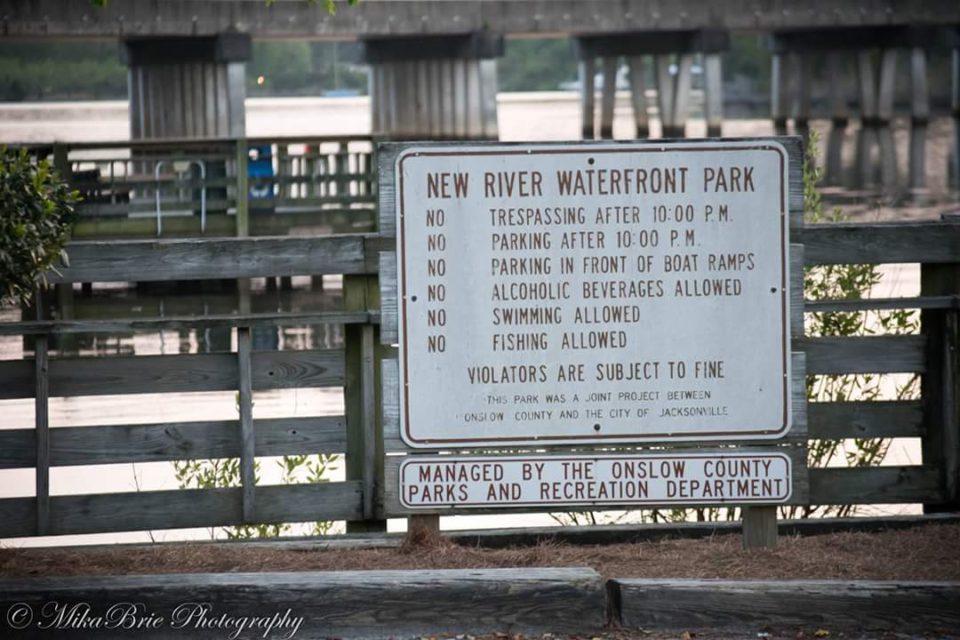 NEW RIVER WATERFRONT PARK
NO TRESPASSING AFTER 10:00 P.M.
NO PARKING AFTER 10:00 P.M.
NO PARKING IN FRONT OF BOAT RAMPS
NO ALCOHOLIC BEVERAGES ALLOWED
NO SWIMMING ALLOWED
NO FISHING ALLOWED
VIOLATORS ARE SUBJECT TO FINE
THIS PARK WAS A JOINT PROJECT BETWEEN
ONSLOW COUNTY AND THE CITY OF JACKSONVILLE
MANAGED BY THE ONSLOW COUNTY
PARKS AND RECREATION DEPARTMENT
© MikaBrie Photography